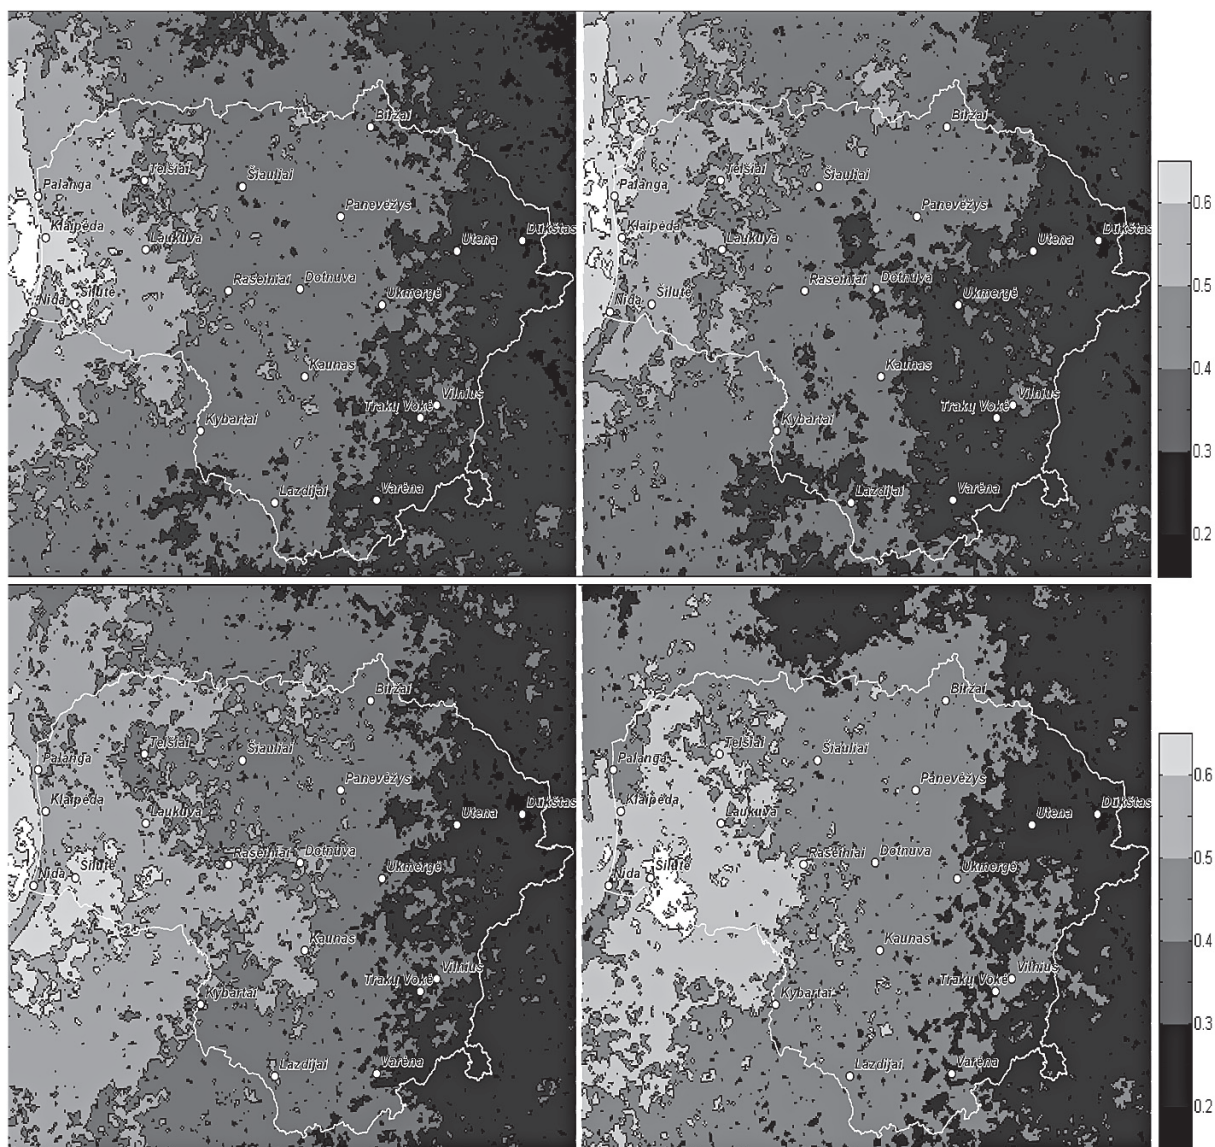 Biržai
Telšiai
Šiauliai
Palanga
Panevėžys
Klaipėda
Laukuva
Utena
Dūkštas
Raseiniai
Dotnuva
Nida
Šilutė
Ukmergė
Kaunas
Vilnius
Trakų Vokė
Kybartai
Lazdijai
Varėna
Biržai
Telšiai
Šiauliai
Palanga
Panevėžys
Klaipėda
Laukuva
Utena
Dūkštas
Raseiniai
Dotnuva
Nida
Šilutė
Ukmergė
Kaunas
Vilnius
Trakų Vokė
Kybartai
Lazdijai
Varėna
0.6
0.5
0.4
0.3
0.2
Biržai
Telšiai
Šiauliai
Palanga
Panevėžys
Klaipėda
Laukuva
Utena
Dūkštas
Raseiniai
Dotnuva
Nida
Šilutė
Ukmergė
Kaunas
Vilnius
Trakų Vokė
Kybartai
Lazdijai
Varėna
Biržai
Telšiai
Šiauliai
Palanga
Panevėžys
Klaipėda
Laukuva
Utena
Dūkštas
Raseiniai
Dotnuva
Nida
Šilutė
Ukmergė
Kaunas
Vilnius
Trakų Vokė
Kybartai
Lazdijai
Varėna
0.6
0.5
0.4
0.3
0.2